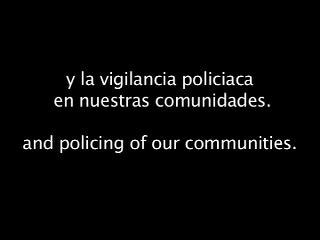 y la vigilancia policiaca
en nuestras comunidades.
and policing of our communities.